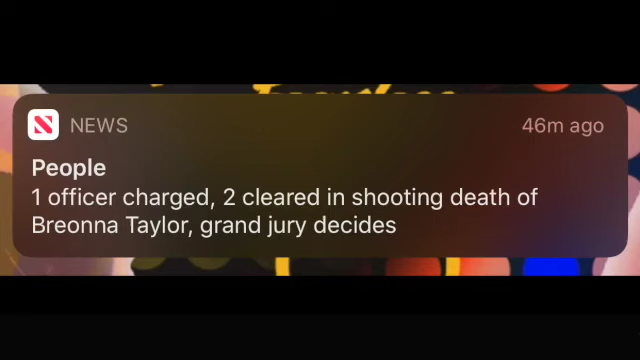 NEWS 46m ago
People
1 officer charged, 2 cleared in shooting death of
Breonna Taylor, grand jury decides